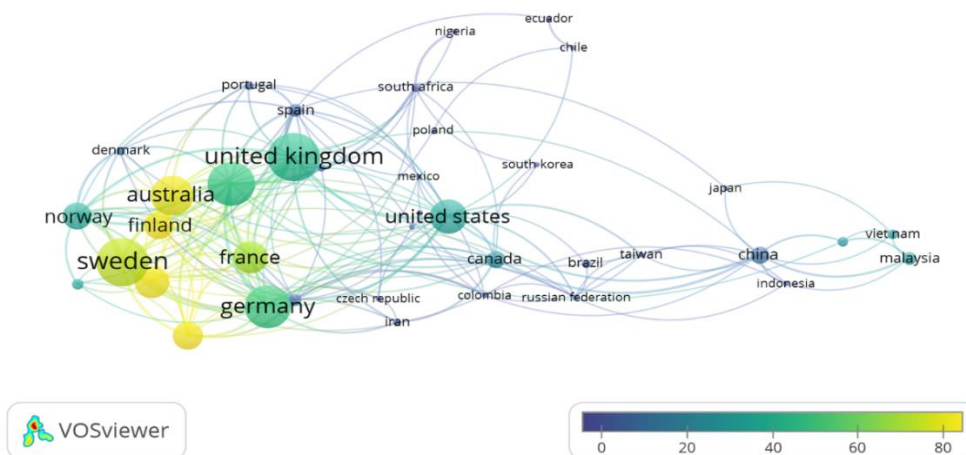 ecuador
nigeria
chile
portugal
south africa
spain
poland
denmark
united kingdom
south korea
mexico
australia
japan
norway
united states
finland
viet nam
sweden
france
canada
brazil
taiwan
china
malaysia
indonesia
germany
czech republic
colombia
russian federation
iran
VOSviewer
0 20 40 60 80